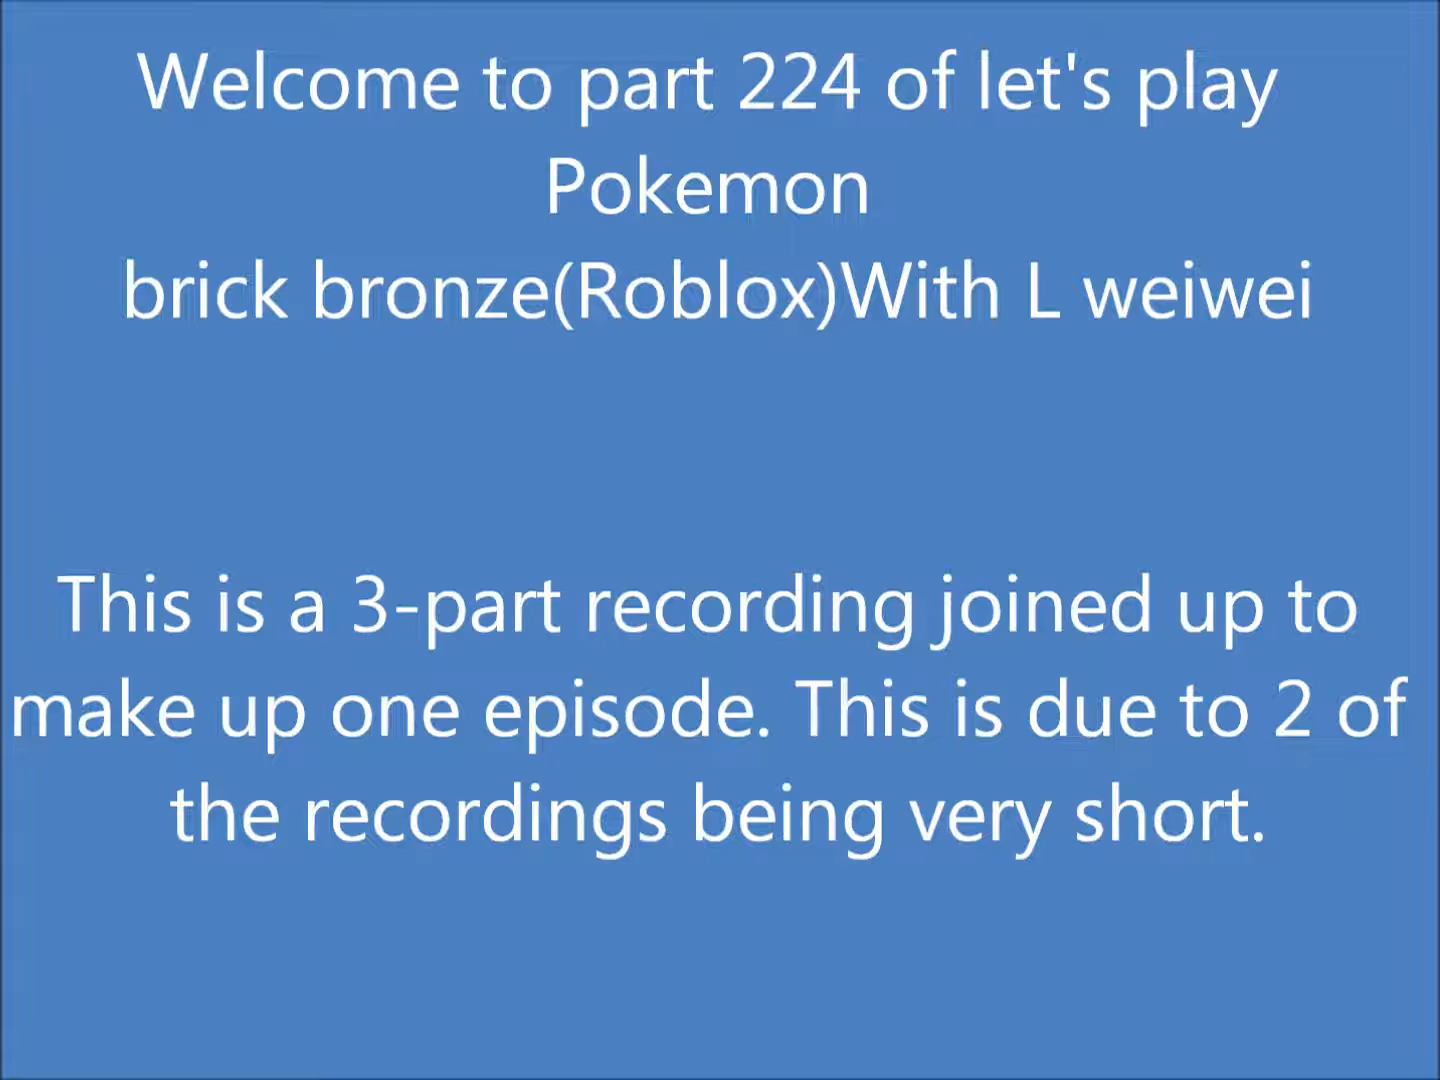 Welcome to part 224 of let's play
Pokemon
brick bronze(Roblox)With L weiwei
This is a 3-part recording joined up to
make up one episode. This is due to 2 of
the recordings being very short.